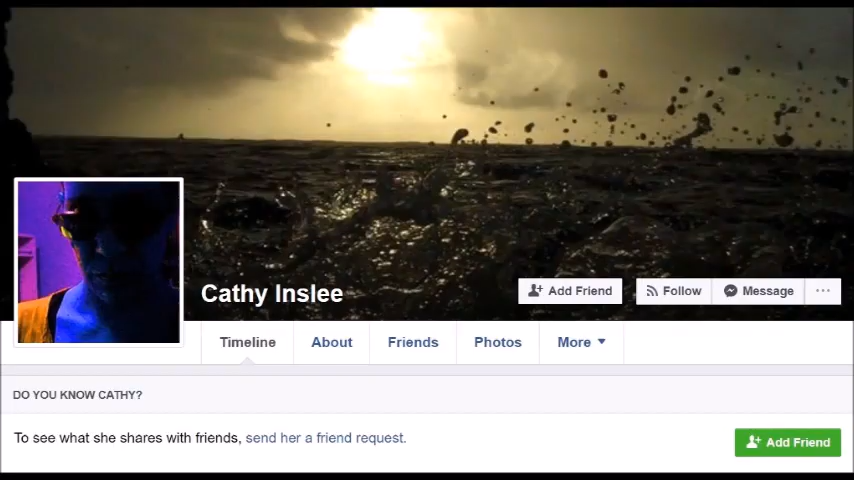 Cathy Inslee
Add Friend
Follow
Message
Timeline
About
Friends
Photos
More
DO YOU KNOW CATHY?
To see what she shares with friends, send her a friend request.
Add Friend